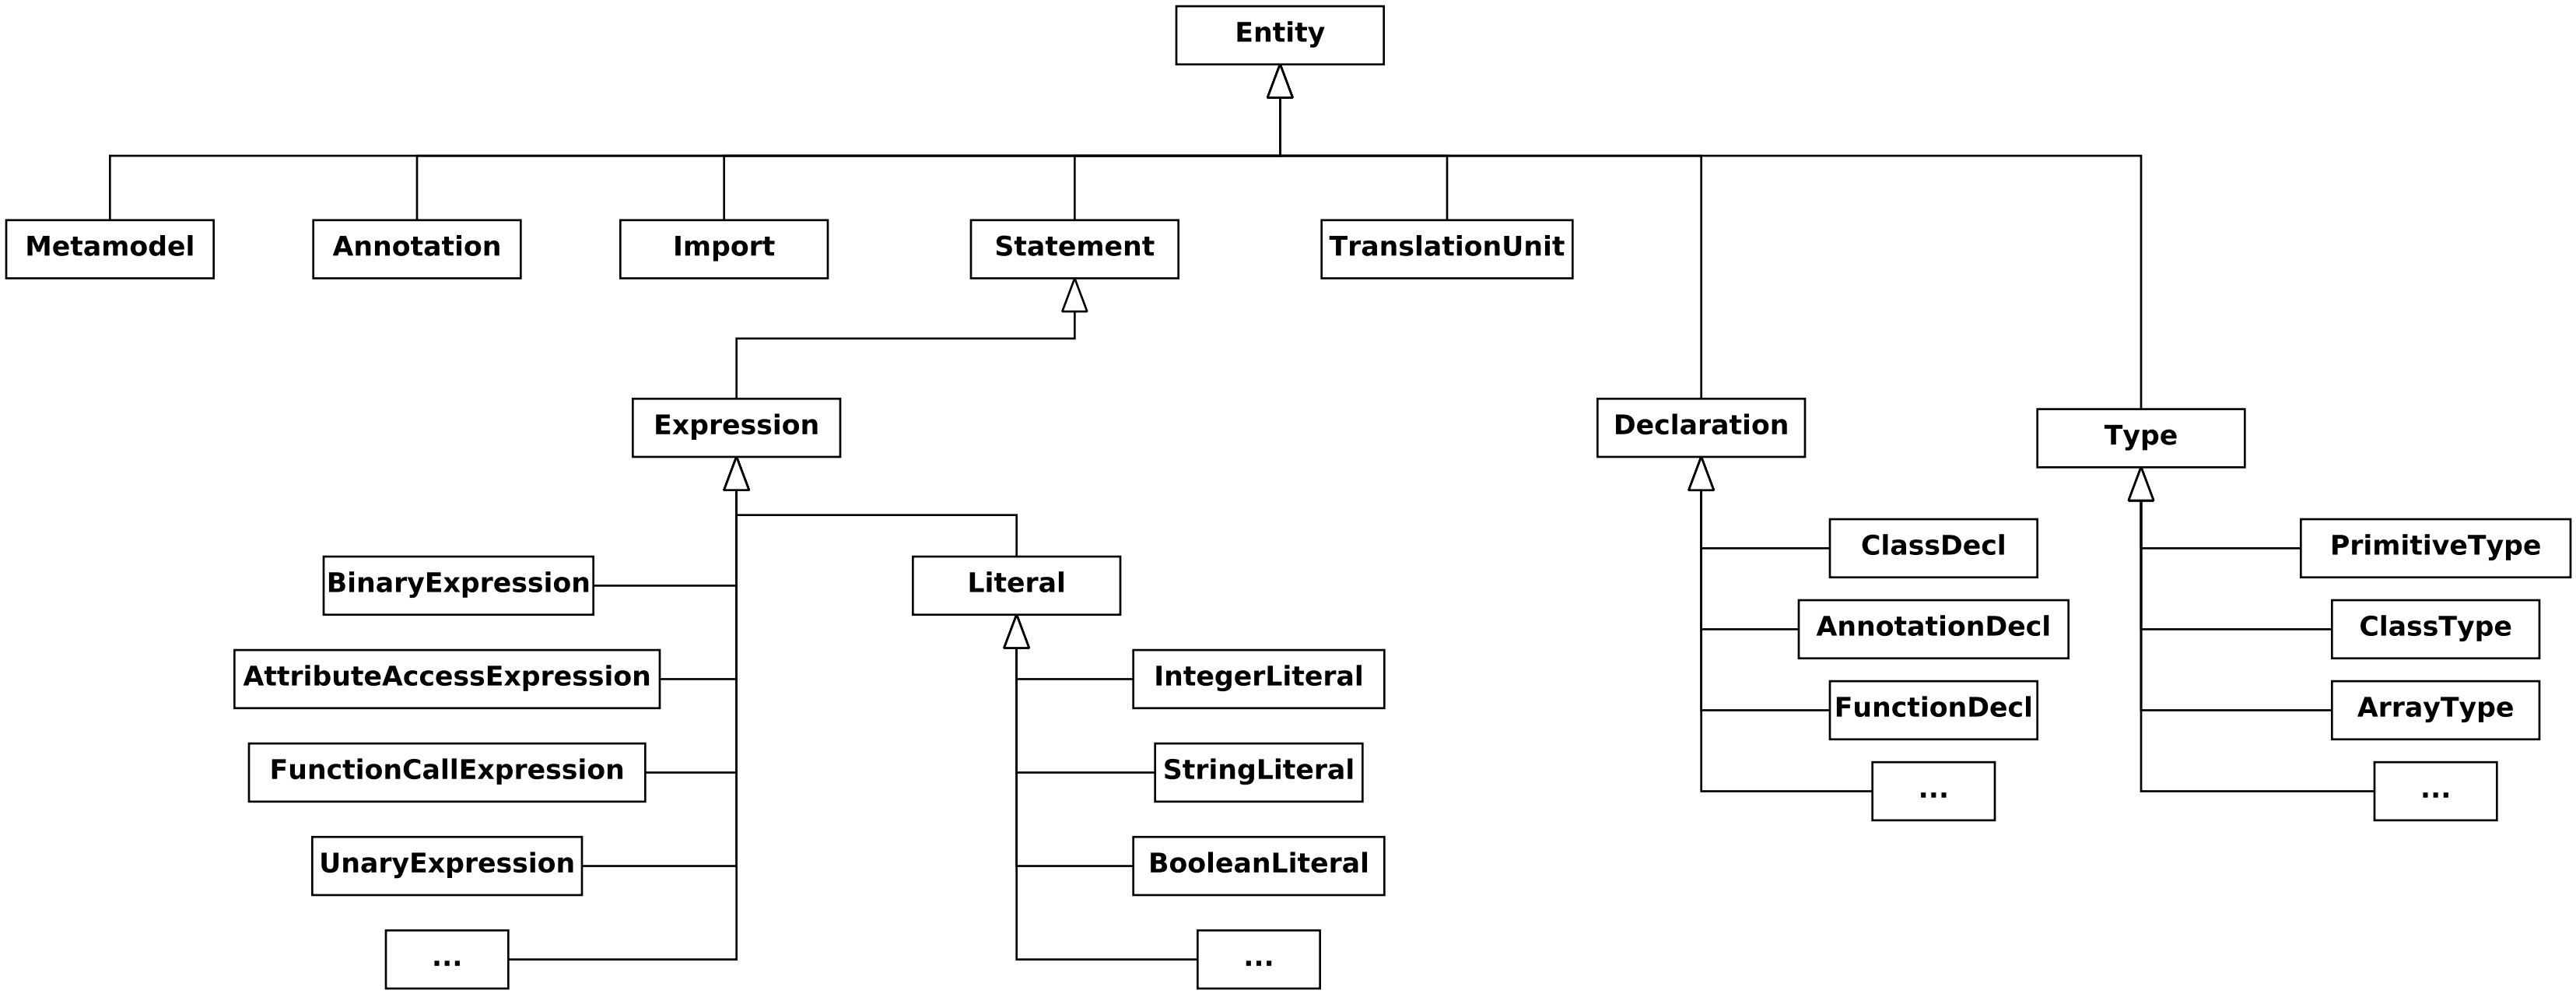 Entity
Metamodel
Annotation
Import
Statement
TranslationUnit
Expression
Declaration
Type
BinaryExpression
AttributeAccessExpression
FunctionCallExpression
UnaryExpression
...
Literal
IntegerLiteral
StringLiteral
BooleanLiteral
...
ClassDecl
AnnotationDecl
FunctionDecl
...
PrimitiveType
ClassType
ArrayType
...